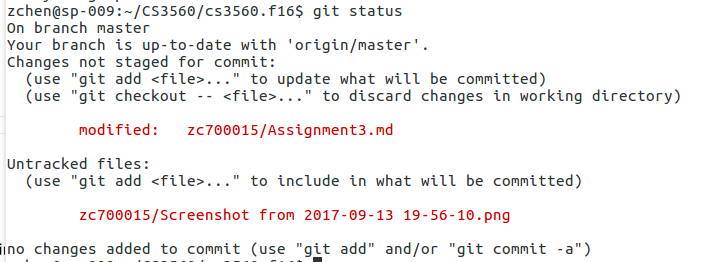 zchen@sp-009:~/CS3560/cs3560.f16$ git status
On branch master
Your branch is up-to-date with 'origin/master'.
Changes not staged for commit:
  (use "git add <file>..." to update what will be committed)
  (use "git checkout -- <file>..." to discard changes in working directory)
        modified:   zc700015/Assignment3.md
Untracked files:
  (use "git add <file>..." to include in what will be committed)
        zc700015/Screenshot from 2017-09-13 19-56-10.png
no changes added to commit (use "git add" and/or "git commit -a")